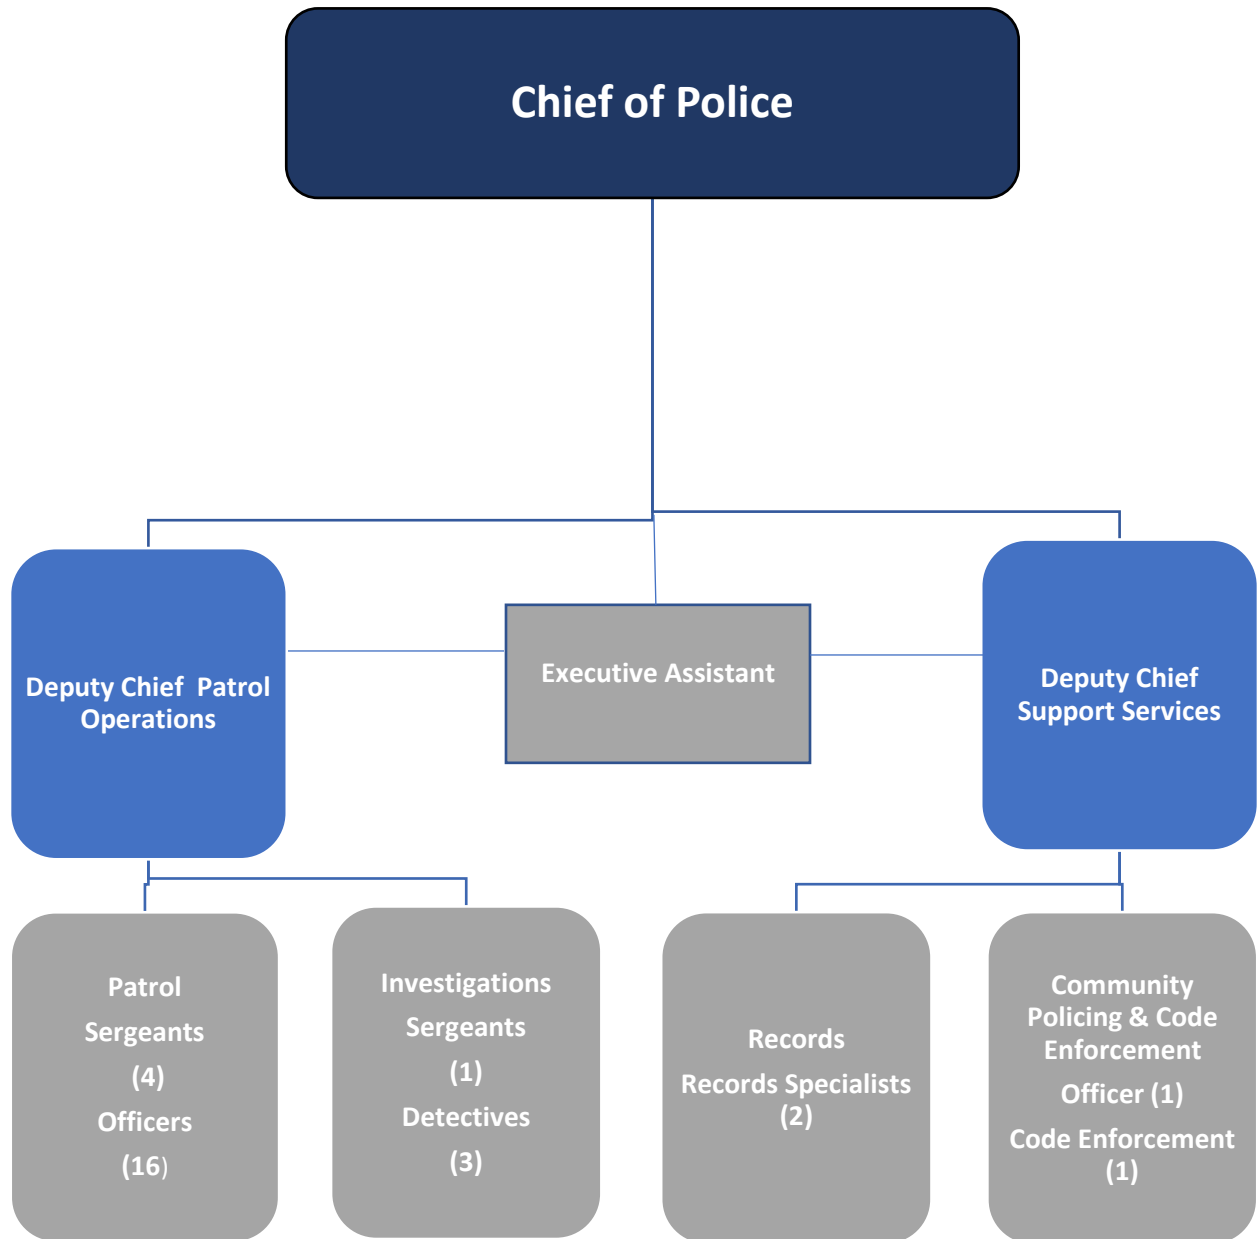 Chief of Police
Deputy Chief  Patrol
Operations
Executive Assistant
Deputy Chief
Support Services
Patrol
Sergeants
(4)
Officers
(16)
Investigations
Sergeants
(1)
Detectives
(3)
Records
Records Specialists
(2)
Community
Policing & Code
Enforcement
Officer (1)
Code Enforcement
(1)